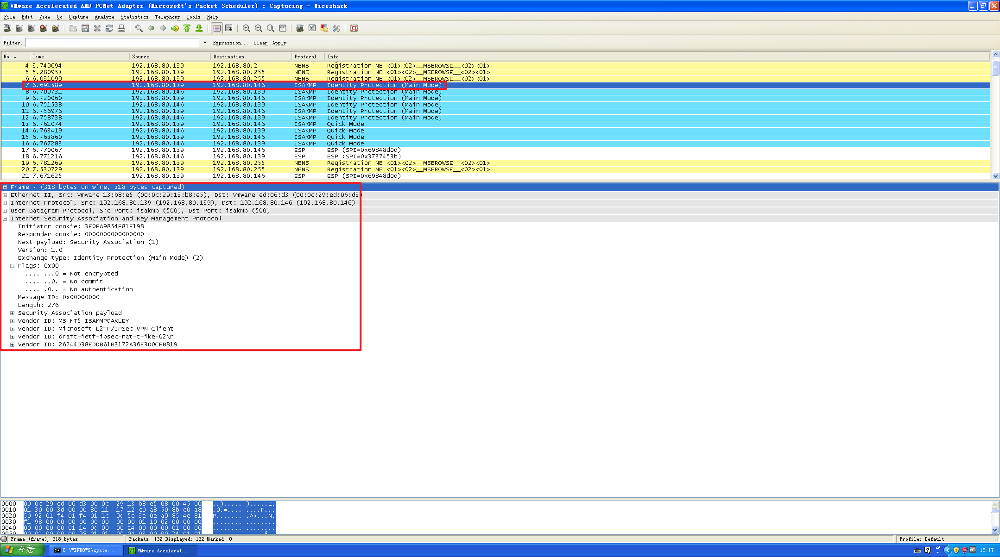 VMware Accelerated AMD PCNet Adapter (Microsoft's Packet Scheduler) : Capturing - Wireshark
File Edit View Go Capture Analyze Statistics Telephony Tools Help
Filter: Expression... Clear Apply
No. Time Source Destination Protocol Info
4 3.749694 192.168.80.139 192.168.80.2 NBNS Registration NB <01><02>__MSBROWSE__<02><01>
5 5.280953 192.168.80.139 192.168.80.255 NBNS Registration NB <01><02>__MSBROWSE__<02><01>
6 6.031099 192.168.80.139 192.168.80.255 NBNS Registration NB <01><02>__MSBROWSE__<02><01>
7 6.691589 192.168.80.139 192.168.80.146 ISAKMP Identity Protection (Main Mode)
8 6.700731 192.168.80.146 192.168.80.139 ISAKMP Identity Protection (Main Mode)
9 6.720060 192.168.80.139 192.168.80.146 ISAKMP Identity Protection (Main Mode)
10 6.751538 192.168.80.146 192.168.80.139 ISAKMP Identity Protection (Main Mode)
11 6.756976 192.168.80.139 192.168.80.146 ISAKMP Identity Protection (Main Mode)
12 6.758738 192.168.80.146 192.168.80.139 ISAKMP Identity Protection (Main Mode)
13 6.761074 192.168.80.139 192.168.80.146 ISAKMP Quick Mode
14 6.763419 192.168.80.146 192.168.80.139 ISAKMP Quick Mode
15 6.763860 192.168.80.139 192.168.80.146 ISAKMP Quick Mode
16 6.767283 192.168.80.146 192.168.80.139 ISAKMP Quick Mode
17 6.770067 192.168.80.139 192.168.80.146 ESP ESP (SPI=0x69848d0d)
18 6.771216 192.168.80.146 192.168.80.139 ESP ESP (SPI=0x3737453b)
19 6.781269 192.168.80.139 192.168.80.255 NBNS Registration NB <01><02>__MSBROWSE__<02><01>
20 7.530729 192.168.80.139 192.168.80.255 NBNS Registration NB <01><02>__MSBROWSE__<02><01>
21 7.671625 192.168.80.139 192.168.80.146 ESP ESP (SPI=0x69848d0d)
Frame 7 (318 bytes on wire, 318 bytes captured)
Ethernet II, Src: Vmware_13:b8:e5 (00:0c:29:13:b8:e5), Dst: Vmware_ed:06:d3 (00:0c:29:ed:06:d3)
Internet Protocol, Src: 192.168.80.139 (192.168.80.139), Dst: 192.168.80.146 (192.168.80.146)
User Datagram Protocol, Src Port: isakmp (500), Dst Port: isakmp (500)
Internet Security Association and Key Management Protocol
Initiator cookie: 3E0EA9854E81F198
Responder cookie: 0000000000000000
Next payload: Security Association (1)
Version: 1.0
Exchange type: Identity Protection (Main Mode) (2)
Flags: 0x00
.... ...0 = Not encrypted
.... ..0. = No commit
.... .0.. = No authentication
Message ID: 0x00000000
Length: 276
Security Association payload
Vendor ID: MS NT5 ISAKMPOAKLEY
Vendor ID: Microsoft L2TP/IPSec VPN Client
Vendor ID: draft-ietf-ipsec-nat-t-ike-02\n
Vendor ID: 26244D38EDDB61B3172A36E3D0CFB819
0000 00 0c 29 ed 06 d3 00 0c 29 13 b8 e5 08 00 45 00 ..)..... ).....E.
0010 01 30 00 3d 00 00 80 11 17 12 c0 a8 50 8b c0 a8 .0.=.... ....P...
0020 50 92 01 f4 01 f4 01 1c 9d 5e 3e 0e a9 85 4e 81 P....... .^>...N.
0030 f1 98 00 00 00 00 00 00 00 00 01 10 02 00 00 00 ........ ........
0040 00 00 00 00 01 14 0d 00 00 a4 00 00 00 01 00 00 ........ ........
Frame (frame), 318 bytes Packets: 132 Displayed: 132 Marked: 0 Profile: Default
开始 C:\WINDOWS\syste... VMware Accelerat... 15:17